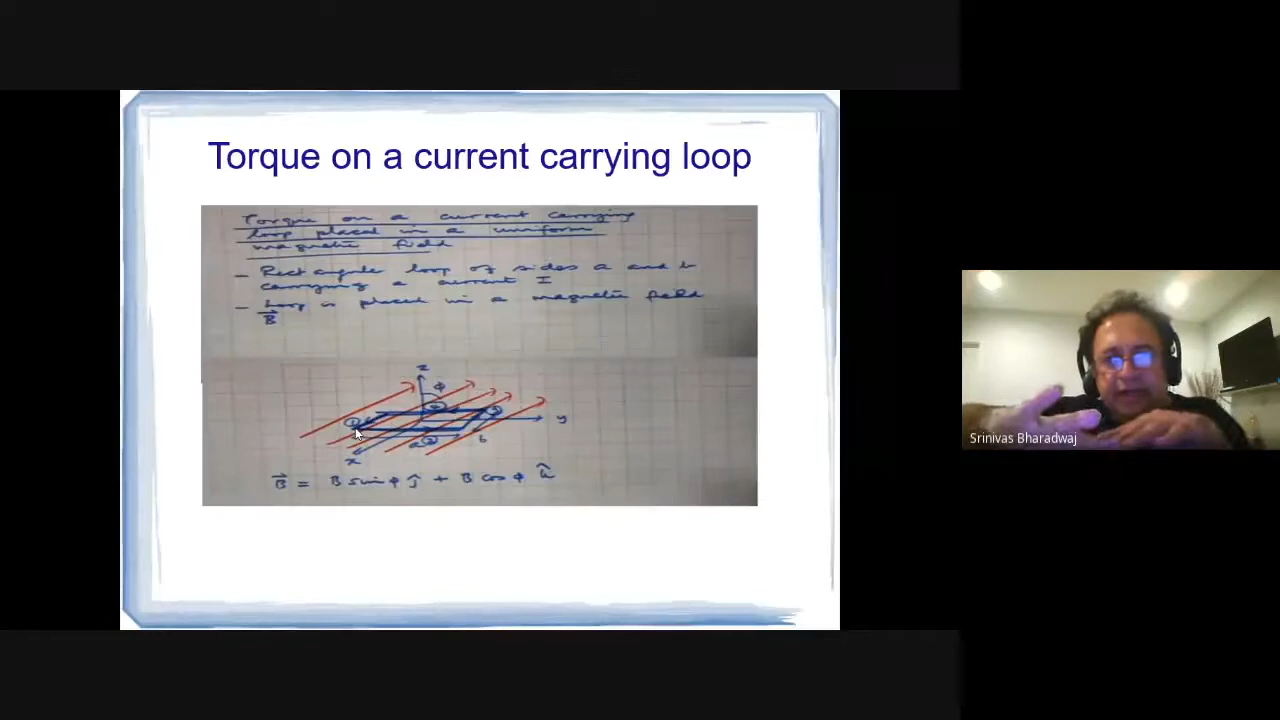 Torque on a current carrying loop
Torque on a current carrying
loop placed in a uniform
magnetic field
- Rectangular loop of sides a and b
carrying a current I
- Loop is placed in a magnetic field
B
z
φ
y
x
a
b
B = B sin φ ĵ + B cos φ k̂
Srinivas Bharadwaj